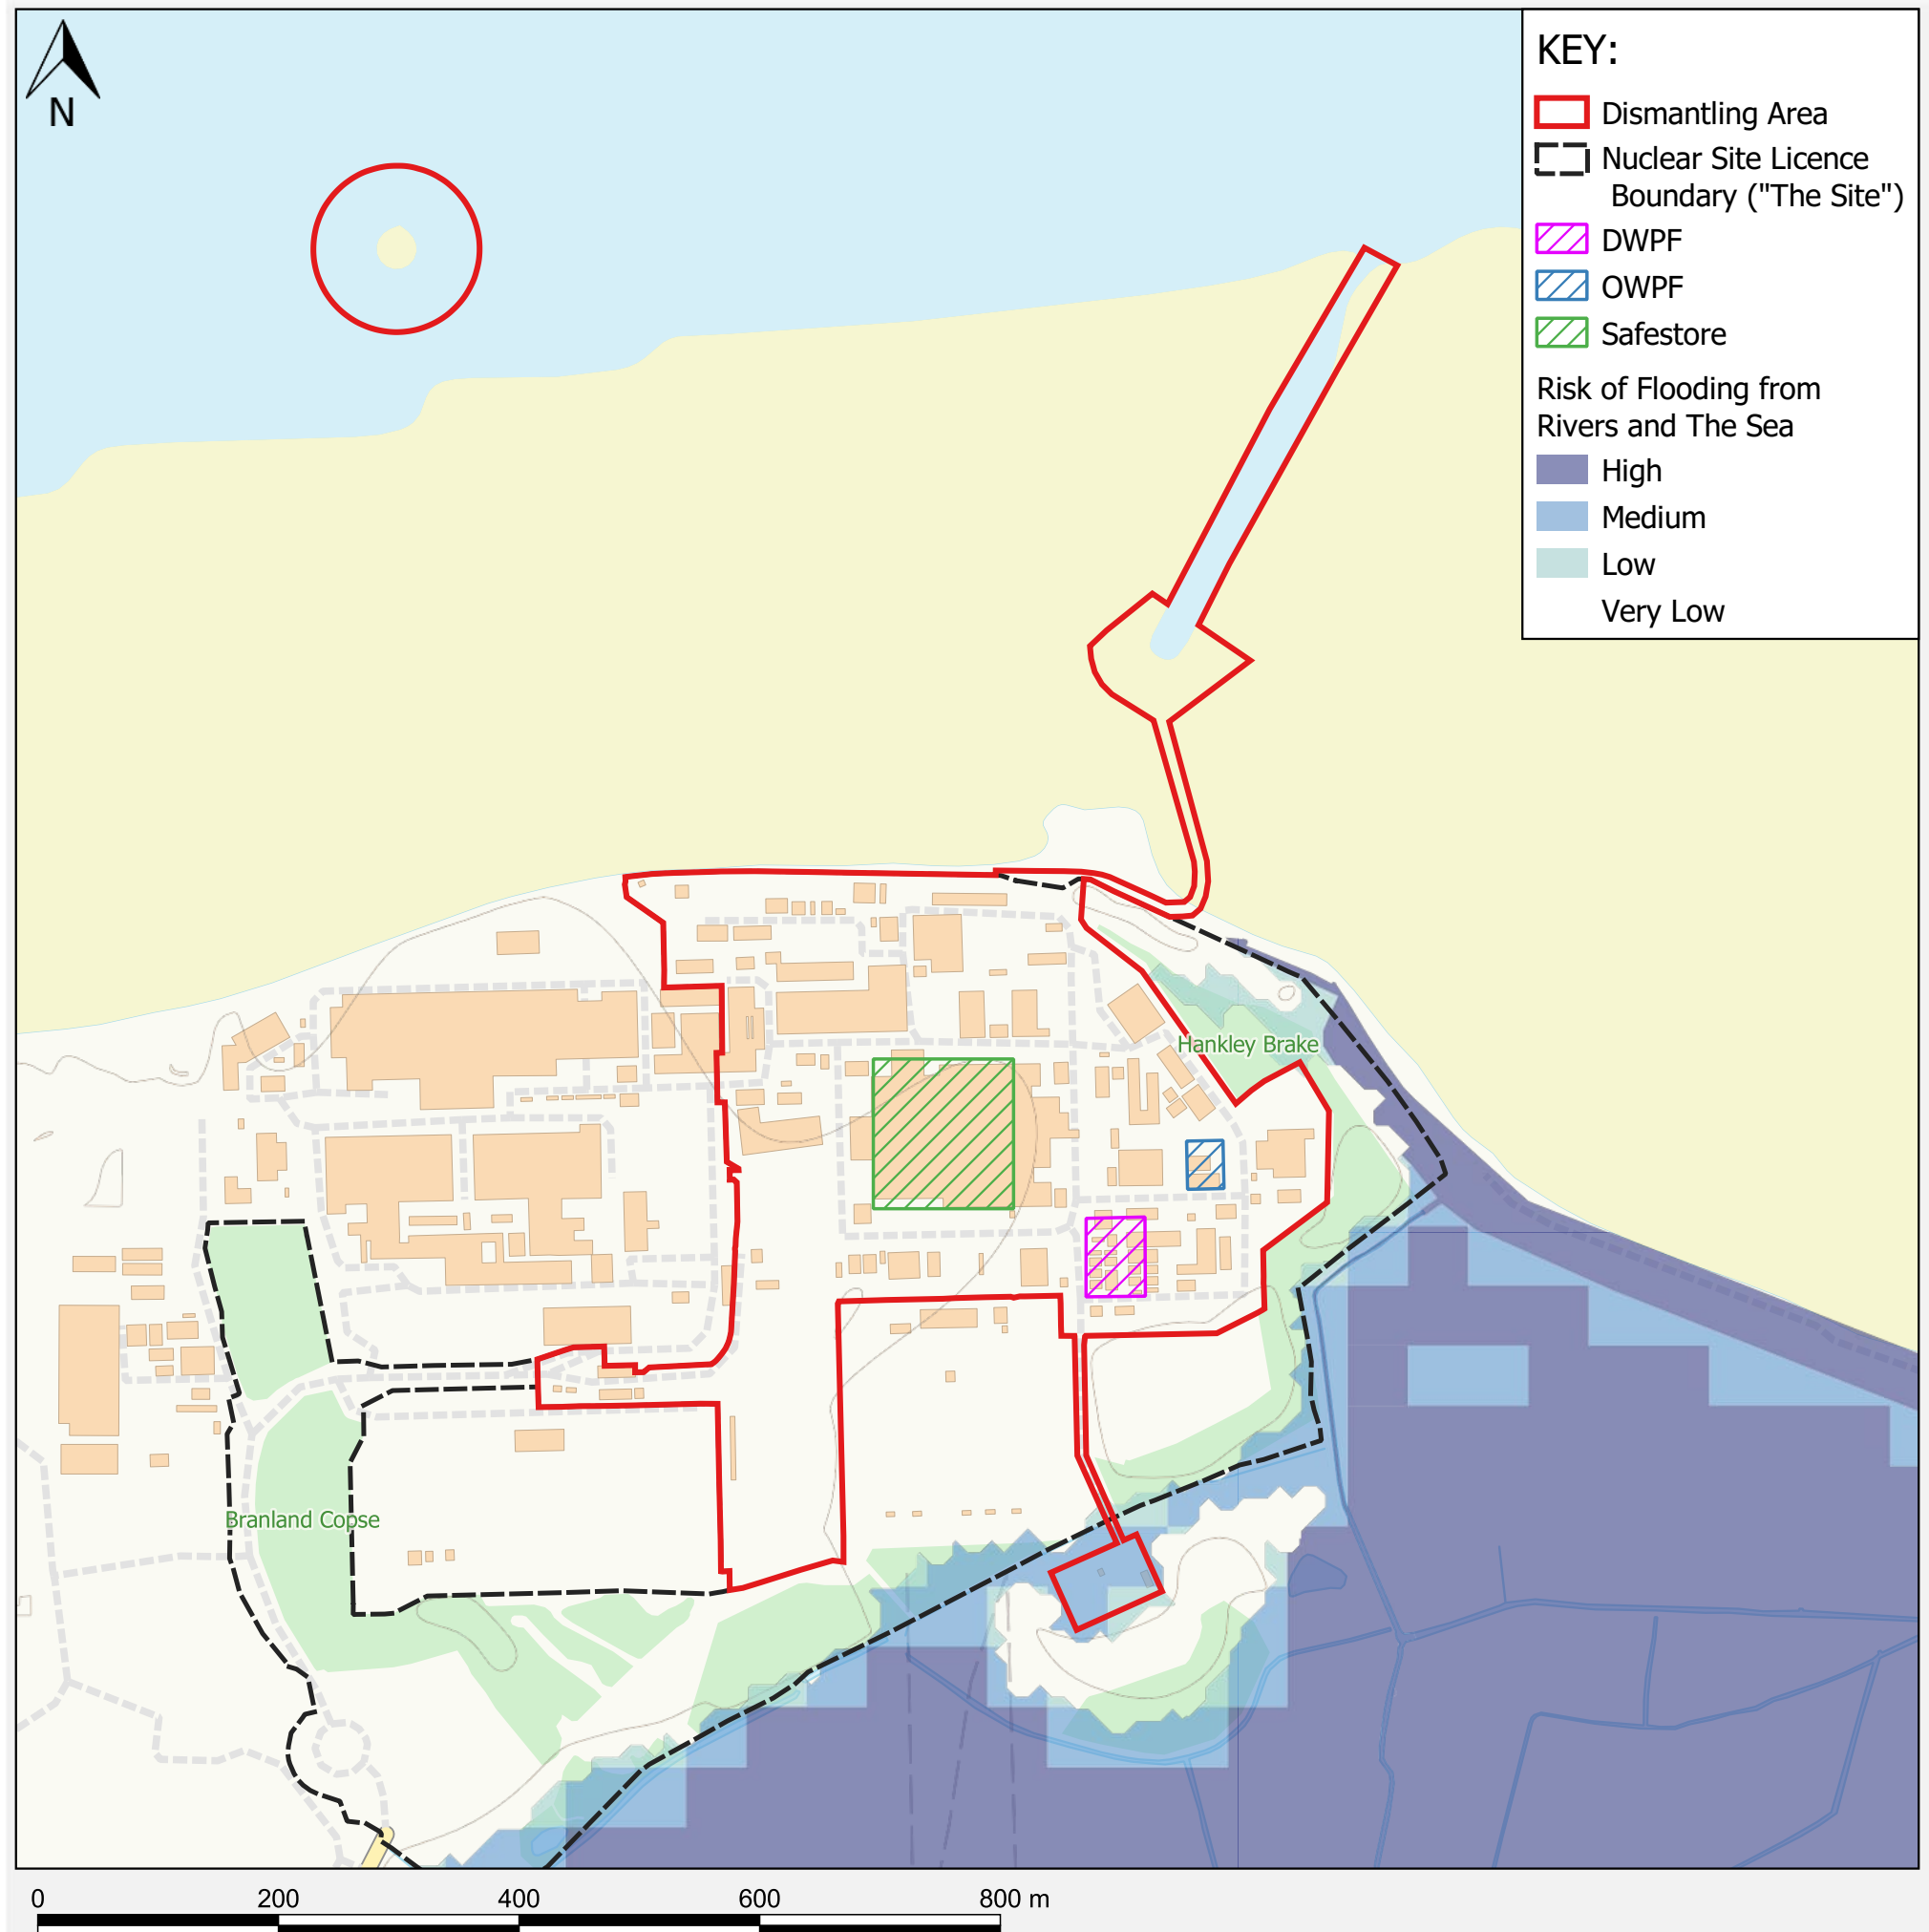 N
KEY:
Dismantling Area
Nuclear Site Licence
Boundary ("The Site")
DWPF
OWPF
Safestore
Risk of Flooding from
Rivers and The Sea
High
Medium
Low
Very Low
Hankley Brake
Branland Copse
0 200 400 600 800 m